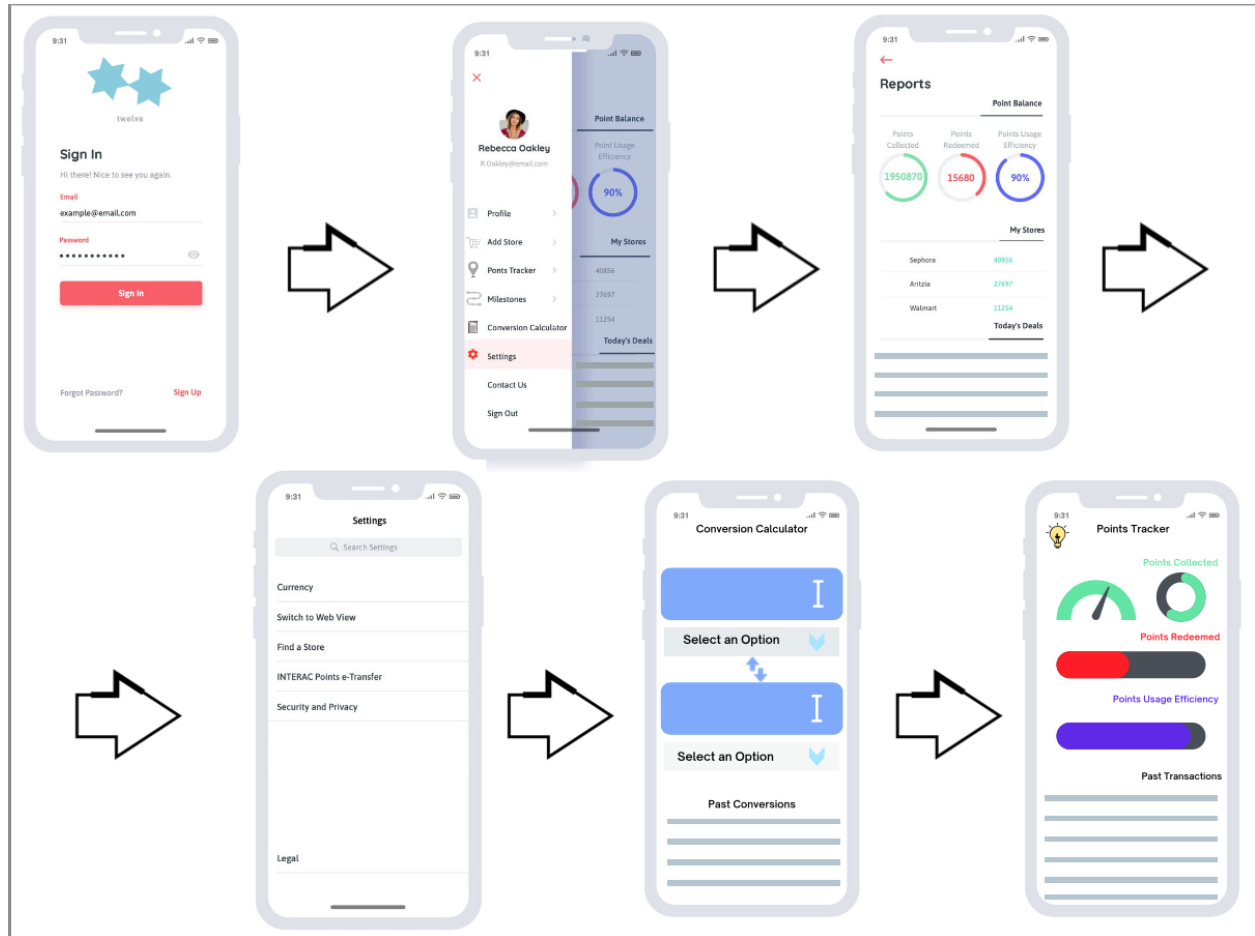 9:31
twelve
Sign In
Hi there! Nice to see you again.
Email
example@email.com
Password
Sign In
Forgot Password?
Sign Up
9:31
Rebecca Oakley
R.Oakley@email.com
Profile
Add Store
Ponts Tracker
Milestones
Conversion Calculator
Settings
Contact Us
Sign Out
Point Balance
Point Usage
Efficiency
90%
My Stores
40856
27697
11254
Today's Deals
9:31
Reports
Point Balance
Points Collected
Points Redeemed
Points Usage Efficiency
1950870
15680
90%
My Stores
Sephora 40856
Aritzia 27697
Walmart 11254
Today's Deals
9:31
Settings
Search Settings
Currency
Switch to Web View
Find a Store
INTERAC Points e-Transfer
Security and Privacy
Legal
9:31
Conversion Calculator
Select an Option
Select an Option
Past Conversions
9:31
Points Tracker
Points Collected
Points Redeemed
Points Usage Efficiency
Past Transactions